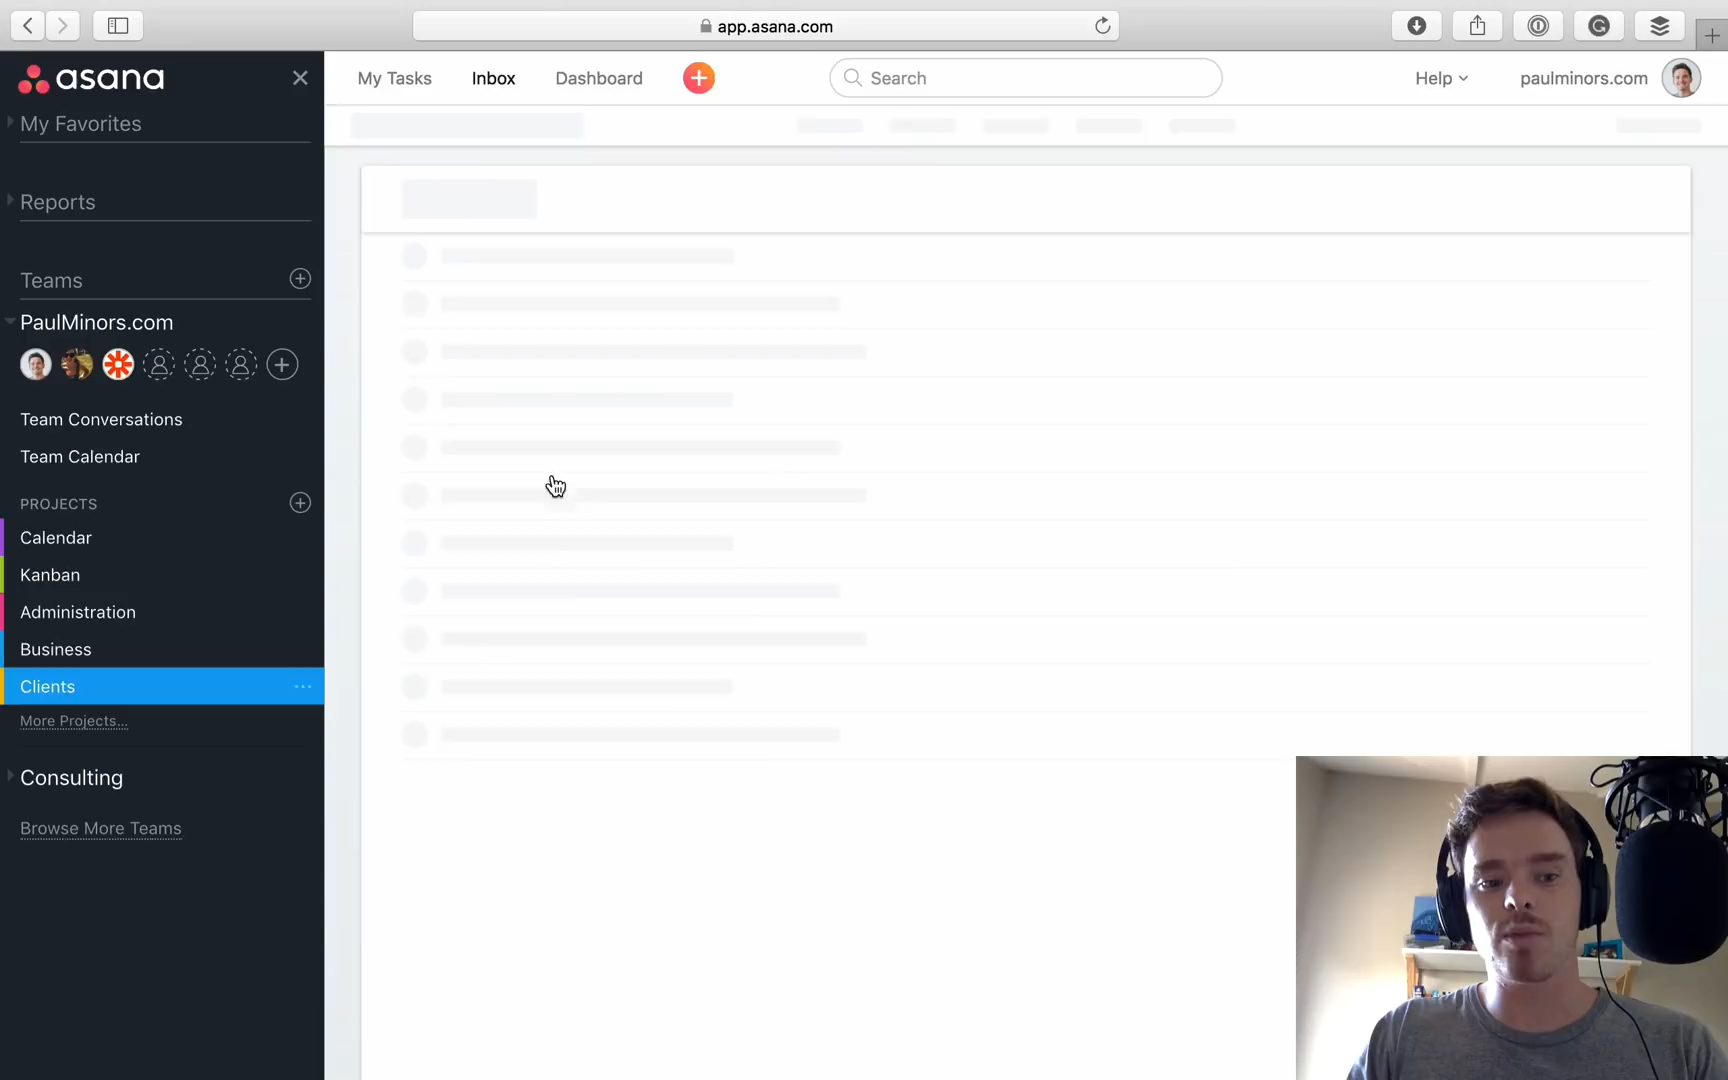 app.asana.com
asana
My Tasks
Inbox
Dashboard
Search
Help
paulminors.com
My Favorites
Reports
Teams
PaulMinors.com
Team Conversations
Team Calendar
PROJECTS
Calendar
Kanban
Administration
Business
Clients
More Projects...
Consulting
Browse More Teams